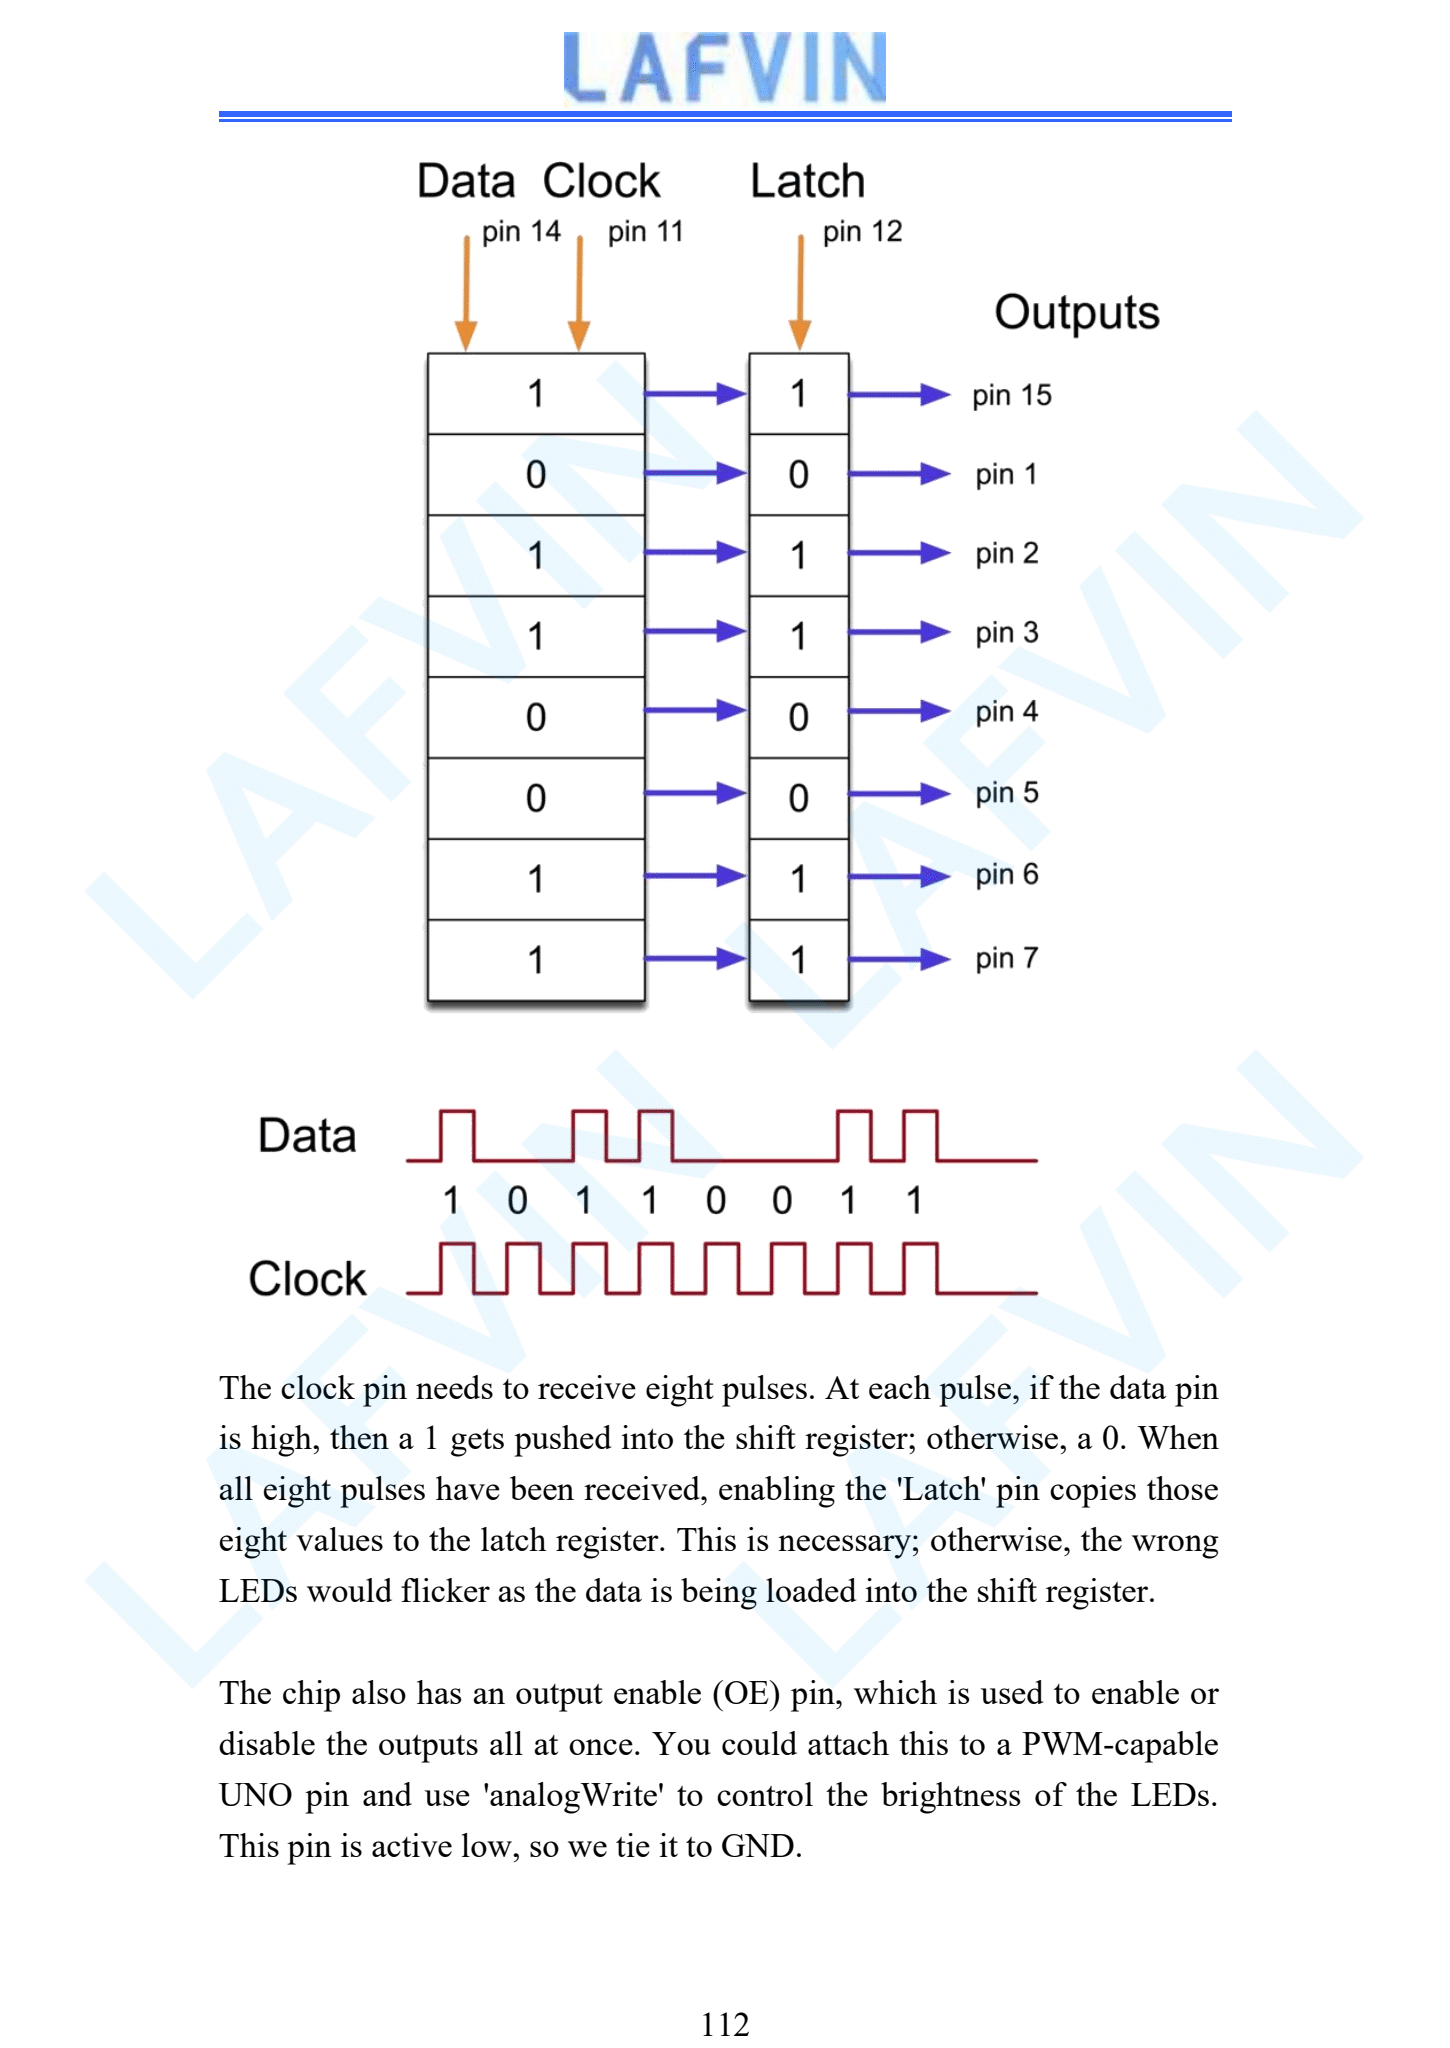 LAFVIN
Data Clock Latch
pin 14 pin 11 pin 12
Outputs
1 1 pin 15
0 0 pin 1
1 1 pin 2
1 1 pin 3
0 0 pin 4
0 0 pin 5
1 1 pin 6
1 1 pin 7
Data
1 0 1 1 0 0 1 1
Clock
The clock pin needs to receive eight pulses. At each pulse, if the data pin
is high, then a 1 gets pushed into the shift register; otherwise, a 0. When
all eight pulses have been received, enabling the 'Latch' pin copies those
eight values to the latch register. This is necessary; otherwise, the wrong
LEDs would flicker as the data is being loaded into the shift register.
The chip also has an output enable (OE) pin, which is used to enable or
disable the outputs all at once. You could attach this to a PWM-capable
UNO pin and use 'analogWrite' to control the brightness of the LEDs.
This pin is active low, so we tie it to GND.
112
LAFVIN
LAFVIN
LAFVIN
LAFVIN